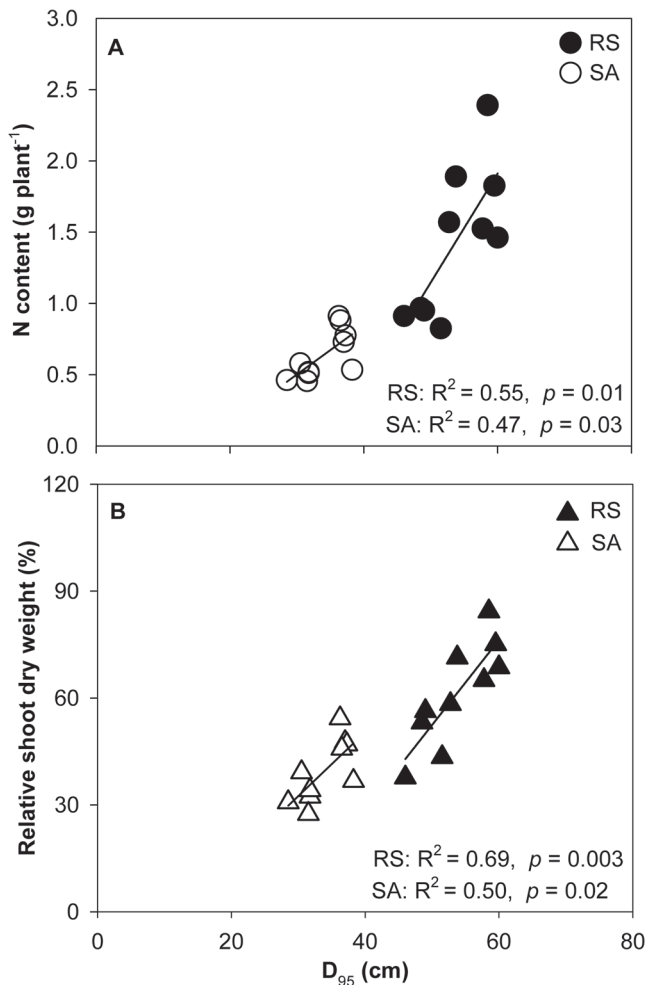 A
RS
SA
3.0
2.5
2.0
1.5
1.0
0.5
0.0
N content (g plant⁻¹)
RS: R² = 0.55, p = 0.01
SA: R² = 0.47, p = 0.03
B
RS
SA
120
90
60
30
0
Relative shoot dry weight (%)
RS: R² = 0.69, p = 0.003
SA: R² = 0.50, p = 0.02
0 20 40 60 80
D₉₅ (cm)